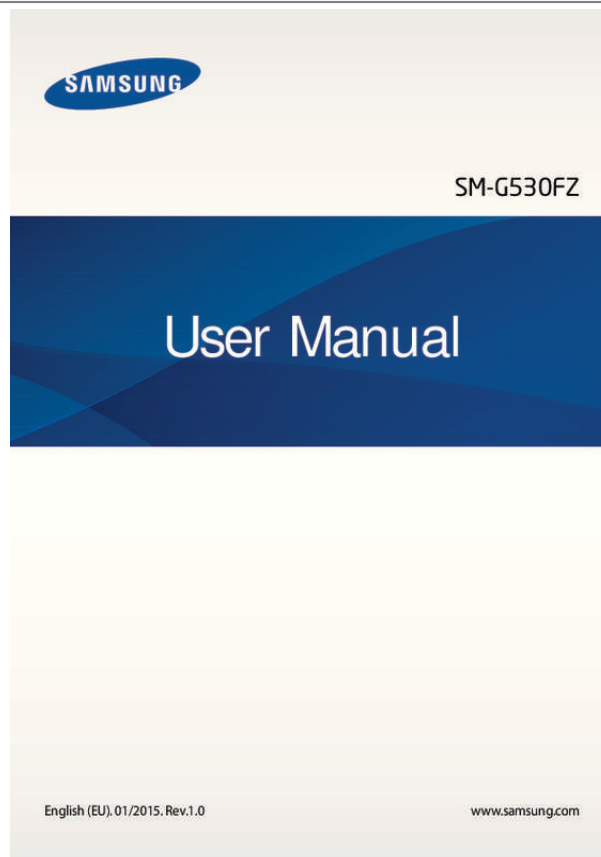 SAMSUNG
SM-G530FZ
User Manual
English (EU). 01/2015. Rev.1.0
www.samsung.com